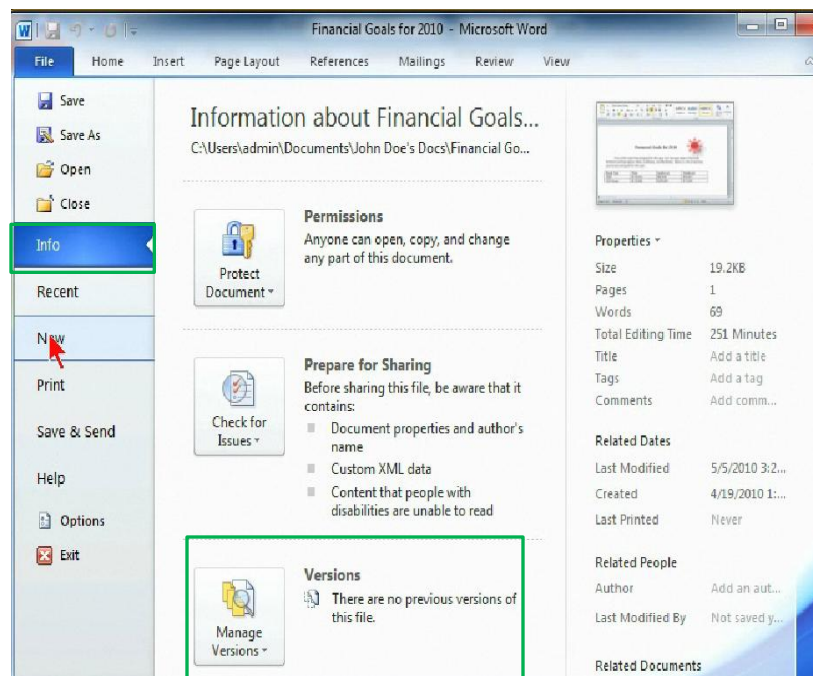 Financial Goals for 2010 - Microsoft Word
File Home Insert Page Layout References Mailings Review View
Save
Save As
Open
Close
Info
Recent
New
Print
Save & Send
Help
Options
Exit
Information about Financial Goals...
C:\Users\admin\Documents\John Doe's Docs\Financial Go...
Protect
Document
Permissions
Anyone can open, copy, and change
any part of this document.
Check for
Issues
Prepare for Sharing
Before sharing this file, be aware that it
contains:
Document properties and author's
name
Custom XML data
Content that people with
disabilities are unable to read
Manage
Versions
Versions
There are no previous versions of
this file.
Properties
Size 19.2KB
Pages 1
Words 69
Total Editing Time 251 Minutes
Title Add a title
Tags Add a tag
Comments Add comm...
Related Dates
Last Modified 5/5/2010 3:2...
Created 4/19/2010 1:...
Last Printed Never
Related People
Author Add an aut...
Last Modified By Not saved y...
Related Documents